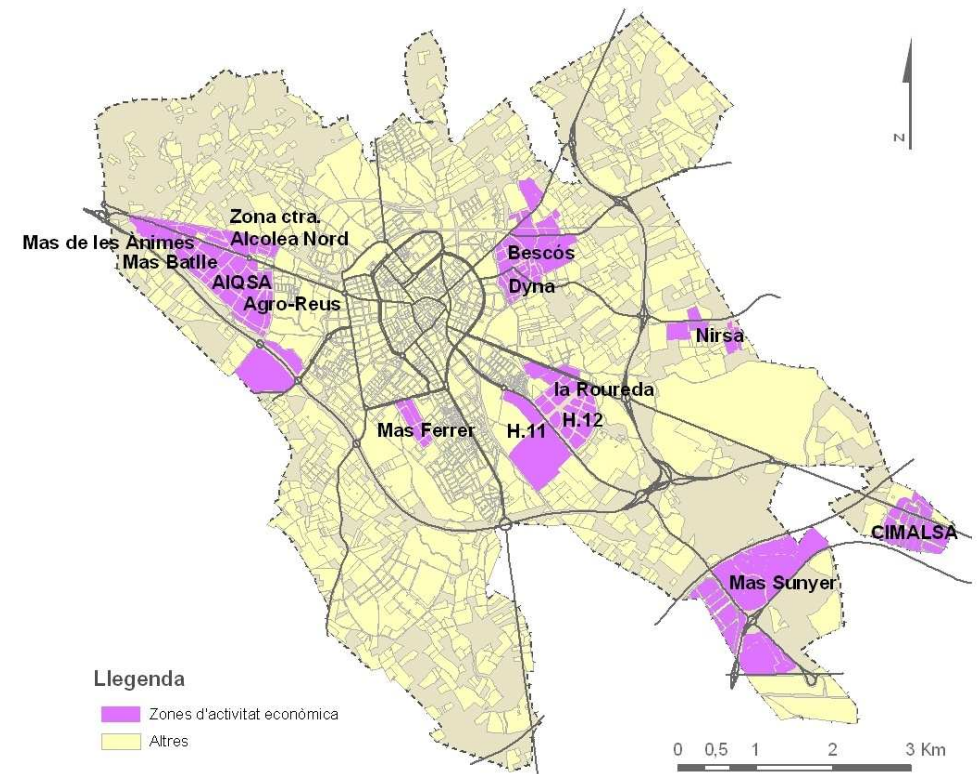 N
Zona ctra.
Alcolea Nord
Mas de les Ànimes
Mas Batlle
AIQSA
Agro-Reus
Bescós
Dyna
Nirsa
la Roureda
H.12
H.11
Mas Ferrer
CIMALSA
Mas Sunyer
Llegenda
Zones d'activitat econòmica
Altres
0 0,5 1 2 3 Km